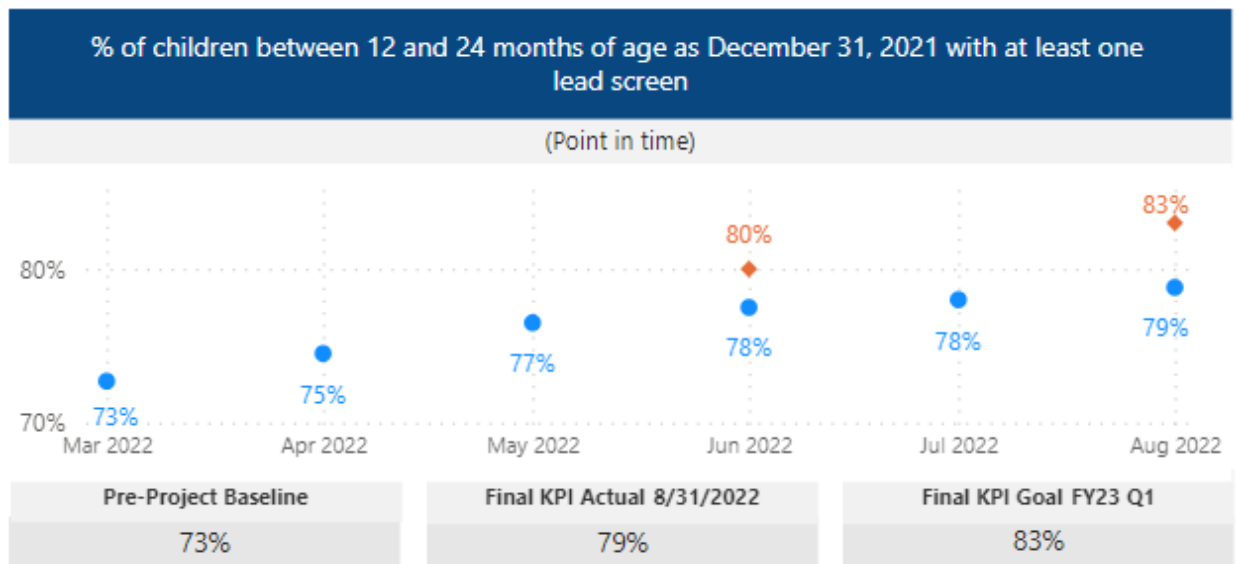 % of children between 12 and 24 months of age as December 31, 2021 with at least one
lead screen
(Point in time)
83%
80%
80%
79%
78%
78%
77%
75%
73%
70%
Mar 2022 Apr 2022 May 2022 Jun 2022 Jul 2022 Aug 2022
Pre-Project Baseline Final KPI Actual 8/31/2022 Final KPI Goal FY23 Q1
73% 79% 83%